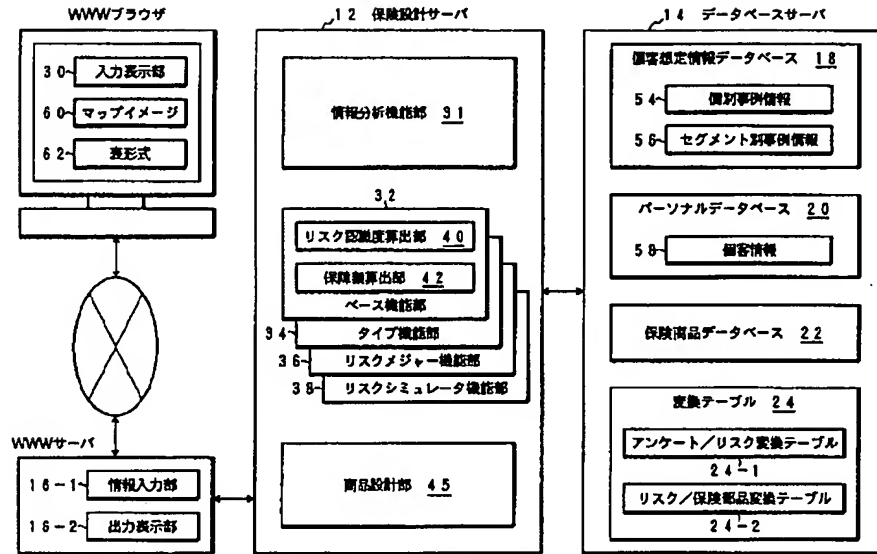 WWWブラウザ
30
入力表示部
60
マップイメージ
62
表形式
WWWサーバ
16-1
情報入力部
16-2
出力表示部
12 保険設計サーバ
情報分析機能部 31
32
リスク認識度算出部 40
保障額算出部 42
ベース機能部
34
タイプ機能部
36
リスクメジャー機能部
38
リスクシミュレータ機能部
商品設計部 45
14 データベースサーバ
個客想定情報データベース 18
54
個別事例情報
56
セグメント別事例情報
パーソナルデータベース 20
58
個客情報
保険商品データベース 22
変換テーブル 24
アンケート/リスク変換テーブル
24-1
リスク/保険部品変換テーブル
24-2